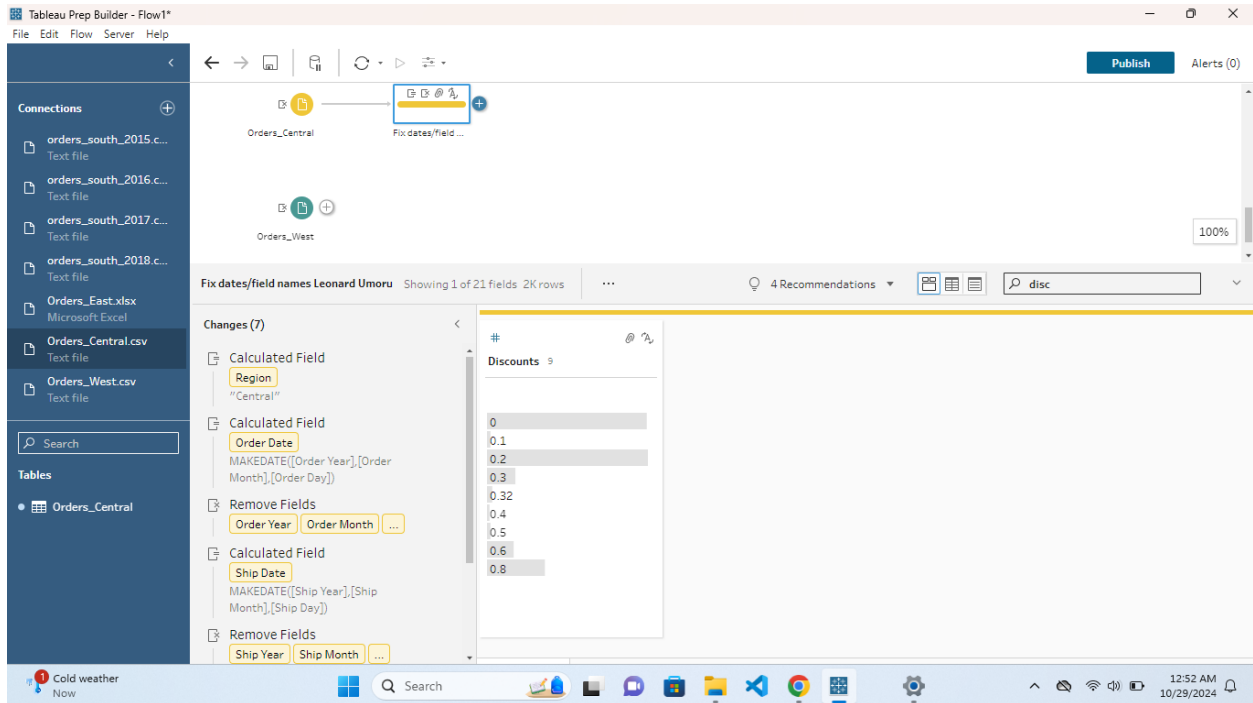 Tableau Prep Builder - Flow1*
File Edit Flow Server Help
Publish
Alerts (0)
Connections
orders_south_2015.c...
Text file
orders_south_2016.c...
Text file
orders_south_2017.c...
Text file
orders_south_2018.c...
Text file
Orders_East.xlsx
Microsoft Excel
Orders_Central.csv
Text file
Orders_West.csv
Text file
Search
Tables
Orders_Central
Orders_Central
Fix dates/field ...
Orders_West
100%
Fix dates/field names Leonard Umoru Showing 1 of 21 fields 2K rows ...
4 Recommendations
disc
Changes (7)
Calculated Field
Region
"Central"
Calculated Field
Order Date
MAKEDATE([Order Year],[Order
Month],[Order Day])
Remove Fields
Order Year Order Month ...
Calculated Field
Ship Date
MAKEDATE([Ship Year],[Ship
Month],[Ship Day])
Remove Fields
Ship Year Ship Month ...
#
Discounts 9
0
0.1
0.2
0.3
0.32
0.4
0.5
0.6
0.8
1
Cold weather
Now
Search
12:52 AM
10/29/2024